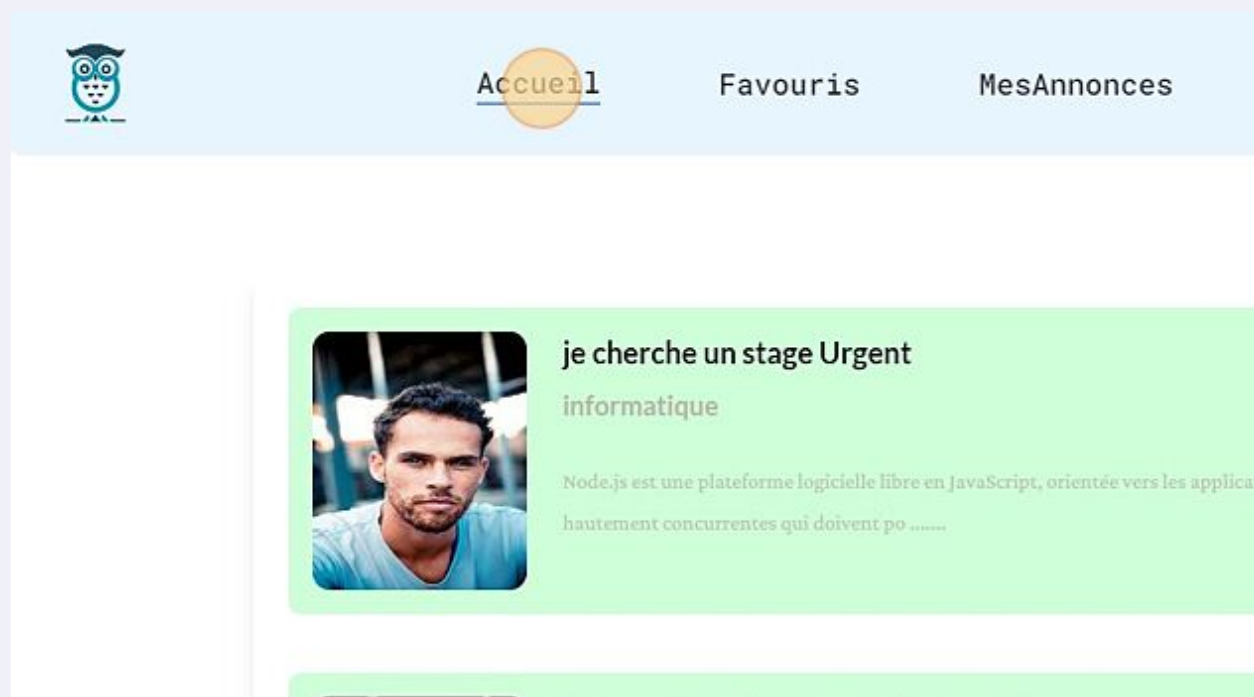 Accueil
Favouris
MesAnnonces
je cherche un stage Urgent
informatique
Node.js est une plateforme logicielle libre en JavaScript, orientée vers les applica
hautement concurrentes qui doivent po .......